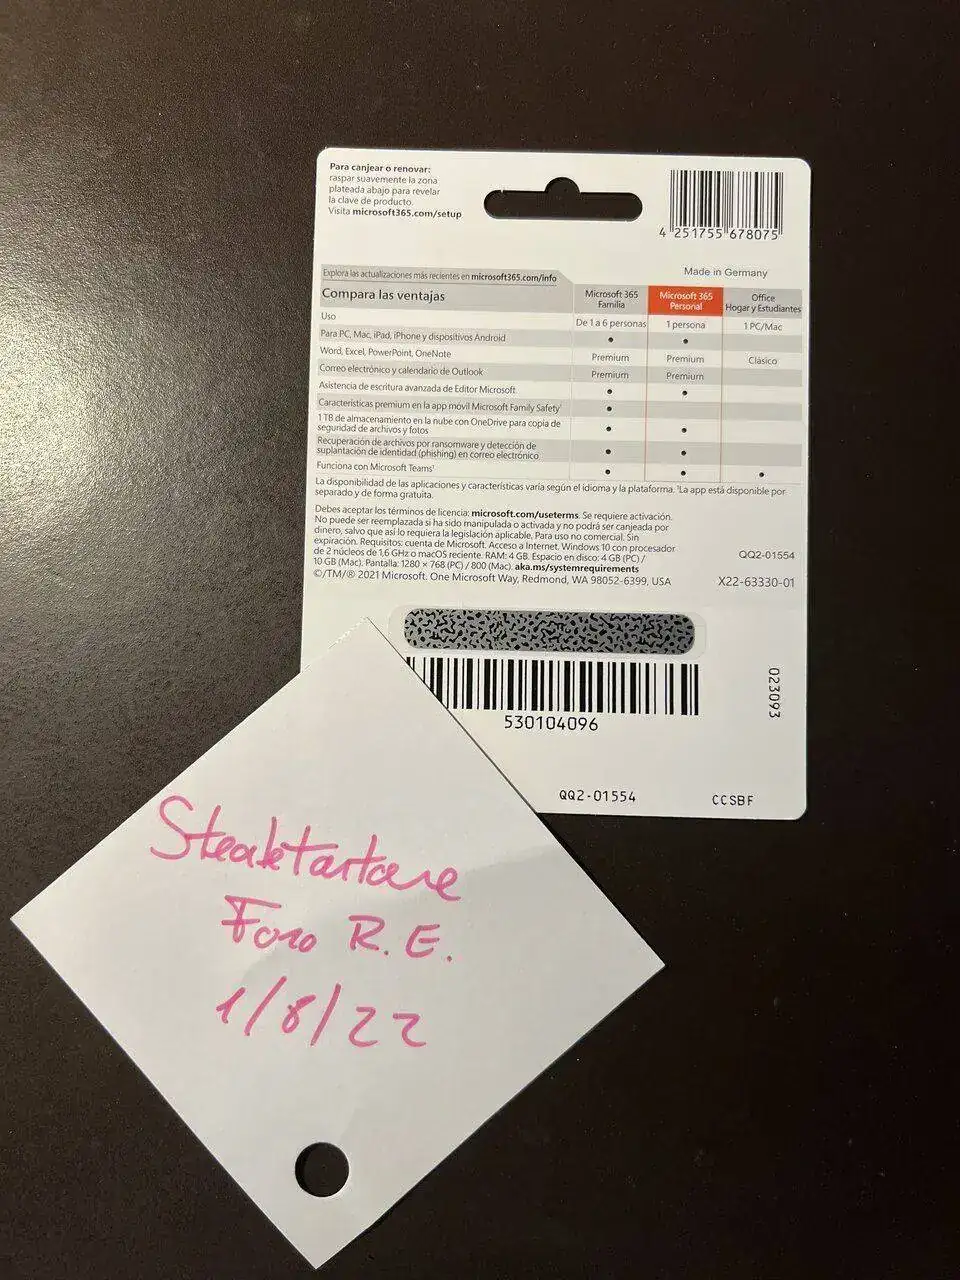 Para canjear o renovar:
raspar suavemente la zona
plateada abajo para revelar
la clave de producto.
Visita microsoft365.com/setup
4 251755 678075
Made in Germany
Explora las actualizaciones más recientes en microsoft365.com/info
Compara las ventajas
Microsoft 365
Familia
Microsoft 365
Personal
Office
Hogar y Estudiantes
Uso De 1 a 6 personas 1 persona 1 PC/Mac
Para PC, Mac, iPad, iPhone y dispositivos Android • •
Word, Excel, PowerPoint, OneNote Premium Premium Clásico
Correo electrónico y calendario de Outlook Premium Premium
Asistencia de escritura avanzada de Editor Microsoft • •
Características premium en la app móvil Microsoft Family Safety¹ •
1 TB de almacenamiento en la nube con OneDrive para copia de
seguridad de archivos y fotos • •
Recuperación de archivos por ransomware y detección de
suplantación de identidad (phishing) en correo electrónico • •
Funciona con Microsoft Teams¹ • • •
La disponibilidad de las aplicaciones y características varía según el idioma y la plataforma. ¹La app está disponible por
separado y de forma gratuita.
Debes aceptar los términos de licencia: microsoft.com/useterms. Se requiere activación.
No puede ser reemplazada si ha sido manipulada o activada y no podrá ser canjeada por
dinero, salvo que así lo requiera la legislación aplicable. Para uso no comercial. Sin
expiración. Requisitos: cuenta de Microsoft. Acceso a Internet. Windows 10 con procesador
de 2 núcleos de 1,6 GHz o macOS reciente. RAM: 4 GB. Espacio en disco: 4 GB (PC) /
10 GB (Mac). Pantalla: 1280 × 768 (PC) / 800 (Mac). aka.ms/systemrequirements
©/TM/® 2021 Microsoft. One Microsoft Way, Redmond, WA 98052-6399, USA
QQ2-01554
X22-63330-01
530104096
023093
QQ2-01554
CCSBF
Steaktartare
Foro R.E.
1/8/22